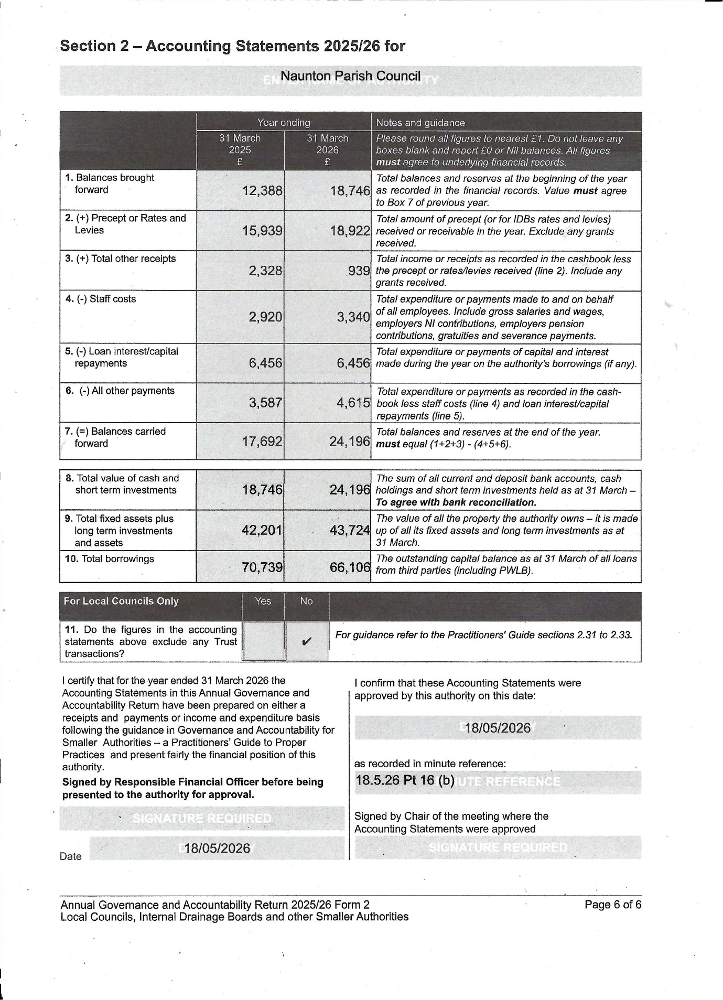 Section 2 – Accounting Statements 2025/26 for
Naunton Parish Council
Year ending
Notes and guidance
31 March
2025
£
31 March
2026
£
Please round all figures to nearest £1. Do not leave any
boxes blank and report £0 or Nil balances. All figures
must agree to underlying financial records.
1. Balances brought
forward
12,388
18,746
Total balances and reserves at the beginning of the year
as recorded in the financial records. Value must agree
to Box 7 of previous year.
2. (+) Precept or Rates and
Levies
15,939
18,922
Total amount of precept (or for IDBs rates and levies)
received or receivable in the year. Exclude any grants
received.
3. (+) Total other receipts
2,328
939
Total income or receipts as recorded in the cashbook less
the precept or rates/levies received (line 2). Include any
grants received.
4. (-) Staff costs
2,920
3,340
Total expenditure or payments made to and on behalf
of all employees. Include gross salaries and wages,
employers NI contributions, employers pension
contributions, gratuities and severance payments.
5. (-) Loan interest/capital
repayments
6,456
6,456
Total expenditure or payments of capital and interest
made during the year on the authority's borrowings (if any).
6. (-) All other payments
3,587
4,615
Total expenditure or payments as recorded in the cash-
book less staff costs (line 4) and loan interest/capital
repayments (line 5).
7. (=) Balances carried
forward
17,692
24,196
Total balances and reserves at the end of the year.
must equal (1+2+3) - (4+5+6).
8. Total value of cash and
short term investments
18,746
24,196
The sum of all current and deposit bank accounts, cash
holdings and short term investments held as at 31 March –
To agree with bank reconciliation.
9. Total fixed assets plus
long term investments
and assets
42,201
43,724
The value of all the property the authority owns – it is made
up of all its fixed assets and long term investments as at
31 March.
10. Total borrowings
70,739
66,106
The outstanding capital balance as at 31 March of all loans
from third parties (including PWLB).
For Local Councils Only
Yes
No
11. Do the figures in the accounting
statements above exclude any Trust
transactions?
✔
For guidance refer to the Practitioners' Guide sections 2.31 to 2.33.
I certify that for the year ended 31 March 2026 the
Accounting Statements in this Annual Governance and
Accountability Return have been prepared on either a
receipts and payments or income and expenditure basis
following the guidance in Governance and Accountability for
Smaller Authorities – a Practitioners' Guide to Proper
Practices and present fairly the financial position of this
authority.
Signed by Responsible Financial Officer before being
presented to the authority for approval.
SIGNATURE REQUIRED
Date
18/05/2026
I confirm that these Accounting Statements were
approved by this authority on this date:
18/05/2026
as recorded in minute reference:
18.5.26 Pt 16 (b) REFERENCE
Signed by Chair of the meeting where the
Accounting Statements were approved
SIGNATURE REQUIRED
Annual Governance and Accountability Return 2025/26 Form 2
Local Councils, Internal Drainage Boards and other Smaller Authorities
Page 6 of 6